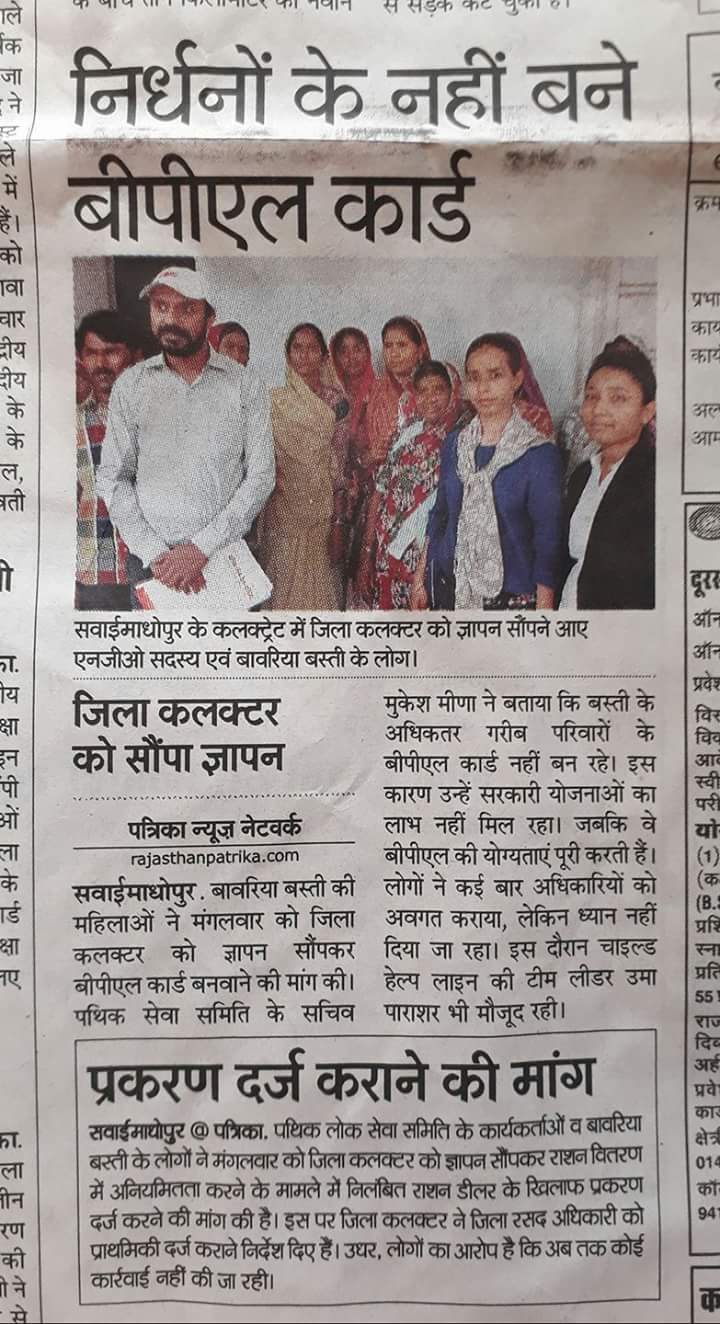 के बीच तीन किलोमीटर का नवीन
से सड़क कट चुकी है।
निर्धनों के नहीं बने
बीपीएल कार्ड
सवाईमाधोपुर के कलक्ट्रेट में जिला कलक्टर को ज्ञापन सौंपने आए
एनजीओ सदस्य एवं बावरिया बस्ती के लोग।
जिला कलक्टर
को सौंपा ज्ञापन
पत्रिका न्यूज़ नेटवर्क
rajasthanpatrika.com
सवाईमाधोपुर. बावरिया बस्ती की
महिलाओं ने मंगलवार को जिला
कलक्टर को ज्ञापन सौंपकर
बीपीएल कार्ड बनवाने की मांग की।
पथिक सेवा समिति के सचिव
मुकेश मीणा ने बताया कि बस्ती के
अधिकतर गरीब परिवारों के
बीपीएल कार्ड नहीं बन रहे। इस
कारण उन्हें सरकारी योजनाओं का
लाभ नहीं मिल रहा। जबकि वे
बीपीएल की योग्यताएं पूरी करती हैं।
लोगों ने कई बार अधिकारियों को
अवगत कराया, लेकिन ध्यान नहीं
दिया जा रहा। इस दौरान चाइल्ड
हेल्प लाइन की टीम लीडर उमा
पाराशर भी मौजूद रही।
प्रकरण दर्ज कराने की मांग
सवाईमाधोपुर @ पत्रिका. पथिक लोक सेवा समिति के कार्यकर्ताओं व बावरिया
बस्ती के लोगों ने मंगलवार को जिला कलक्टर को ज्ञापन सौंपकर राशन वितरण
में अनियमितता करने के मामले में निलंबित राशन डीलर के खिलाफ प्रकरण
दर्ज करने की मांग की है। इस पर जिला कलक्टर ने जिला रसद अधिकारी को
प्राथमिकी दर्ज कराने निर्देश दिए हैं। उधर, लोगों का आरोप है कि अब तक कोई
कार्रवाई नहीं की जा रही।